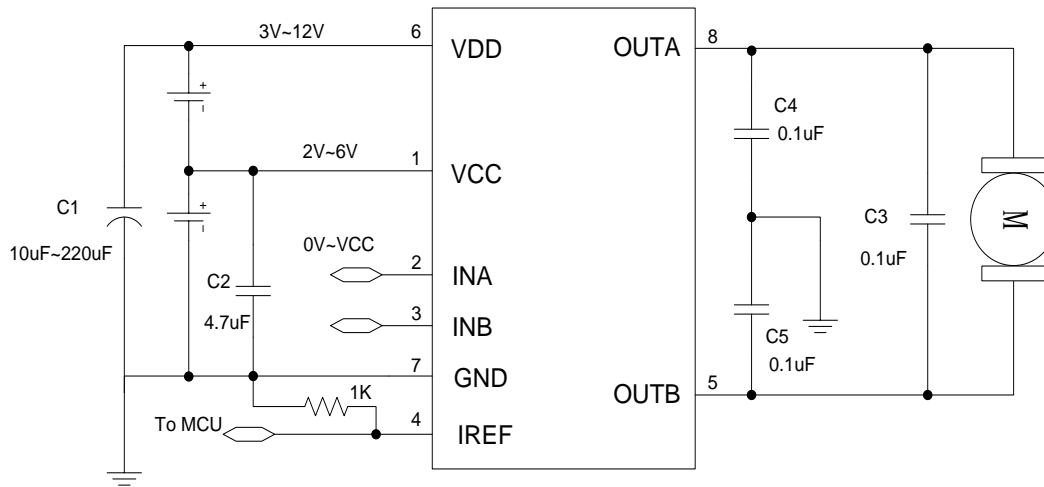 3V~12V
6
VDD
OUTA
8
+
C4
0.1uF
2V~6V
1
VCC
+
C1
10uF~220uF
0V~VCC
C3
0.1uF
M
2
INA
C2
4.7uF
3
INB
C5
0.1uF
7
GND
1K
5
OUTB
To MCU
4
IREF